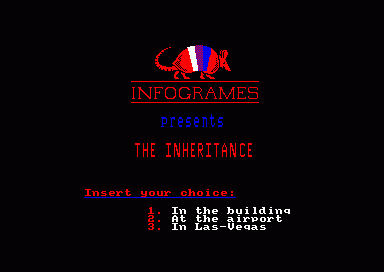 INFOGRAMES
presents
THE INHERITANCE
Insert your choice:
1. In the building
2. At the airport
3. In Las-Vegas